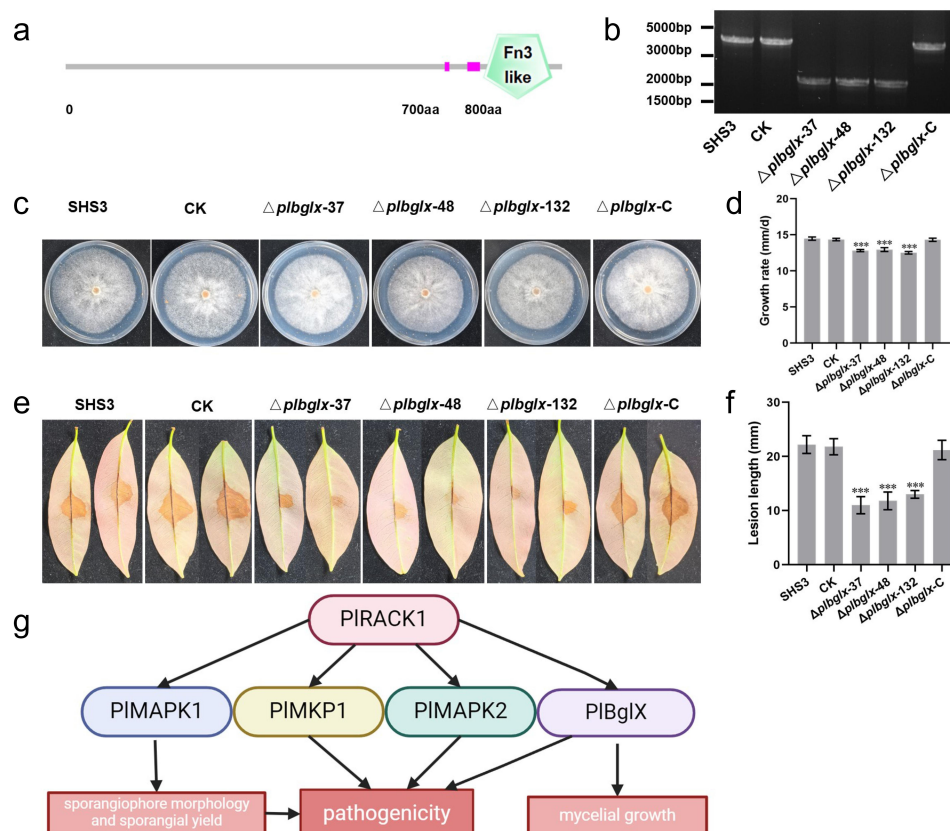 a
Fn3
like
0
700aa
800aa
b
5000bp
3000bp
2000bp
1500bp
SHS3
CK
△plbglx-37
△plbglx-48
△plbglx-132
△plbglx-C
c
SHS3 CK △plbglx-37 △plbglx-48 △plbglx-132 △plbglx-C
d
Growth rate (mm/d)
20
15
10
5
0
***
***
***
SHS3
CK
Δplbglx-37
Δplbglx-48
Δplbglx-132
Δplbglx-C
e
SHS3 CK △plbglx-37 △plbglx-48 △plbglx-132 △plbglx-C
f
Lesion length (mm)
30
20
10
0
***
***
***
SHS3
CK
Δplbglx-37
Δplbglx-48
Δplbglx-132
Δplbglx-C
g
PlRACK1
PlMAPK1
PlMKP1
PlMAPK2
PlBglX
sporangiophore morphology
and sporangial yield
pathogenicity
mycelial growth